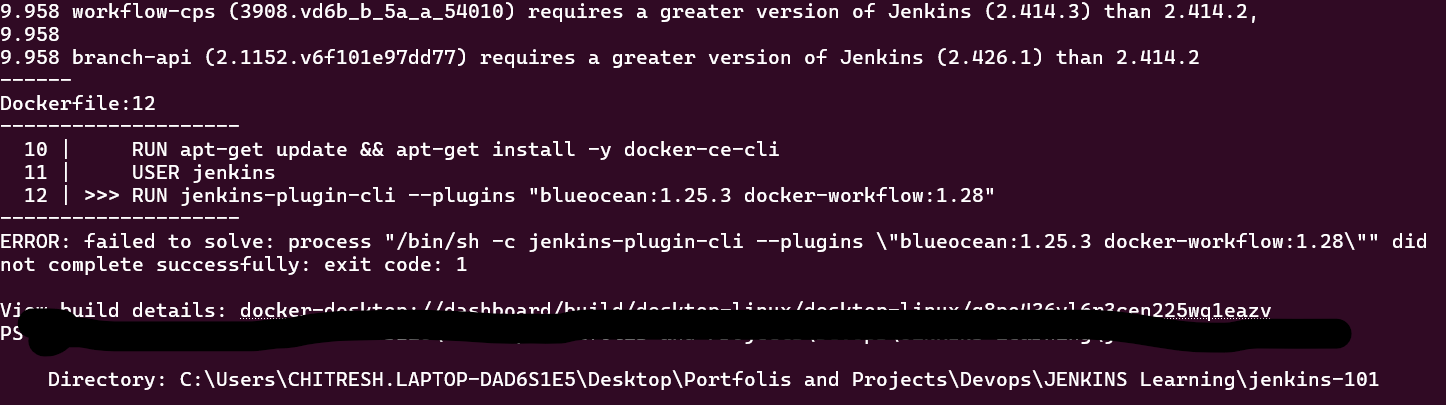 9.958 workflow-cps (3908.vd6b_b_5a_a_54010) requires a greater version of Jenkins (2.414.3) than 2.414.2,
9.958
9.958 branch-api (2.1152.v6f101e97dd77) requires a greater version of Jenkins (2.426.1) than 2.414.2
------
Dockerfile:12
--------------------
  10 |     RUN apt-get update && apt-get install -y docker-ce-cli
  11 |     USER jenkins
  12 | >>> RUN jenkins-plugin-cli --plugins "blueocean:1.25.3 docker-workflow:1.28"
--------------------
ERROR: failed to solve: process "/bin/sh -c jenkins-plugin-cli --plugins \"blueocean:1.25.3 docker-workflow:1.28\"" did
not complete successfully: exit code: 1
View build details: docker-desktop://dashboard/build/desktop-linux/desktop-linux/
PS
    Directory: C:\Users\CHITRESH.LAPTOP-DAD6S1E5\Desktop\Portfolis and Projects\Devops\JENKINS Learning\jenkins-101